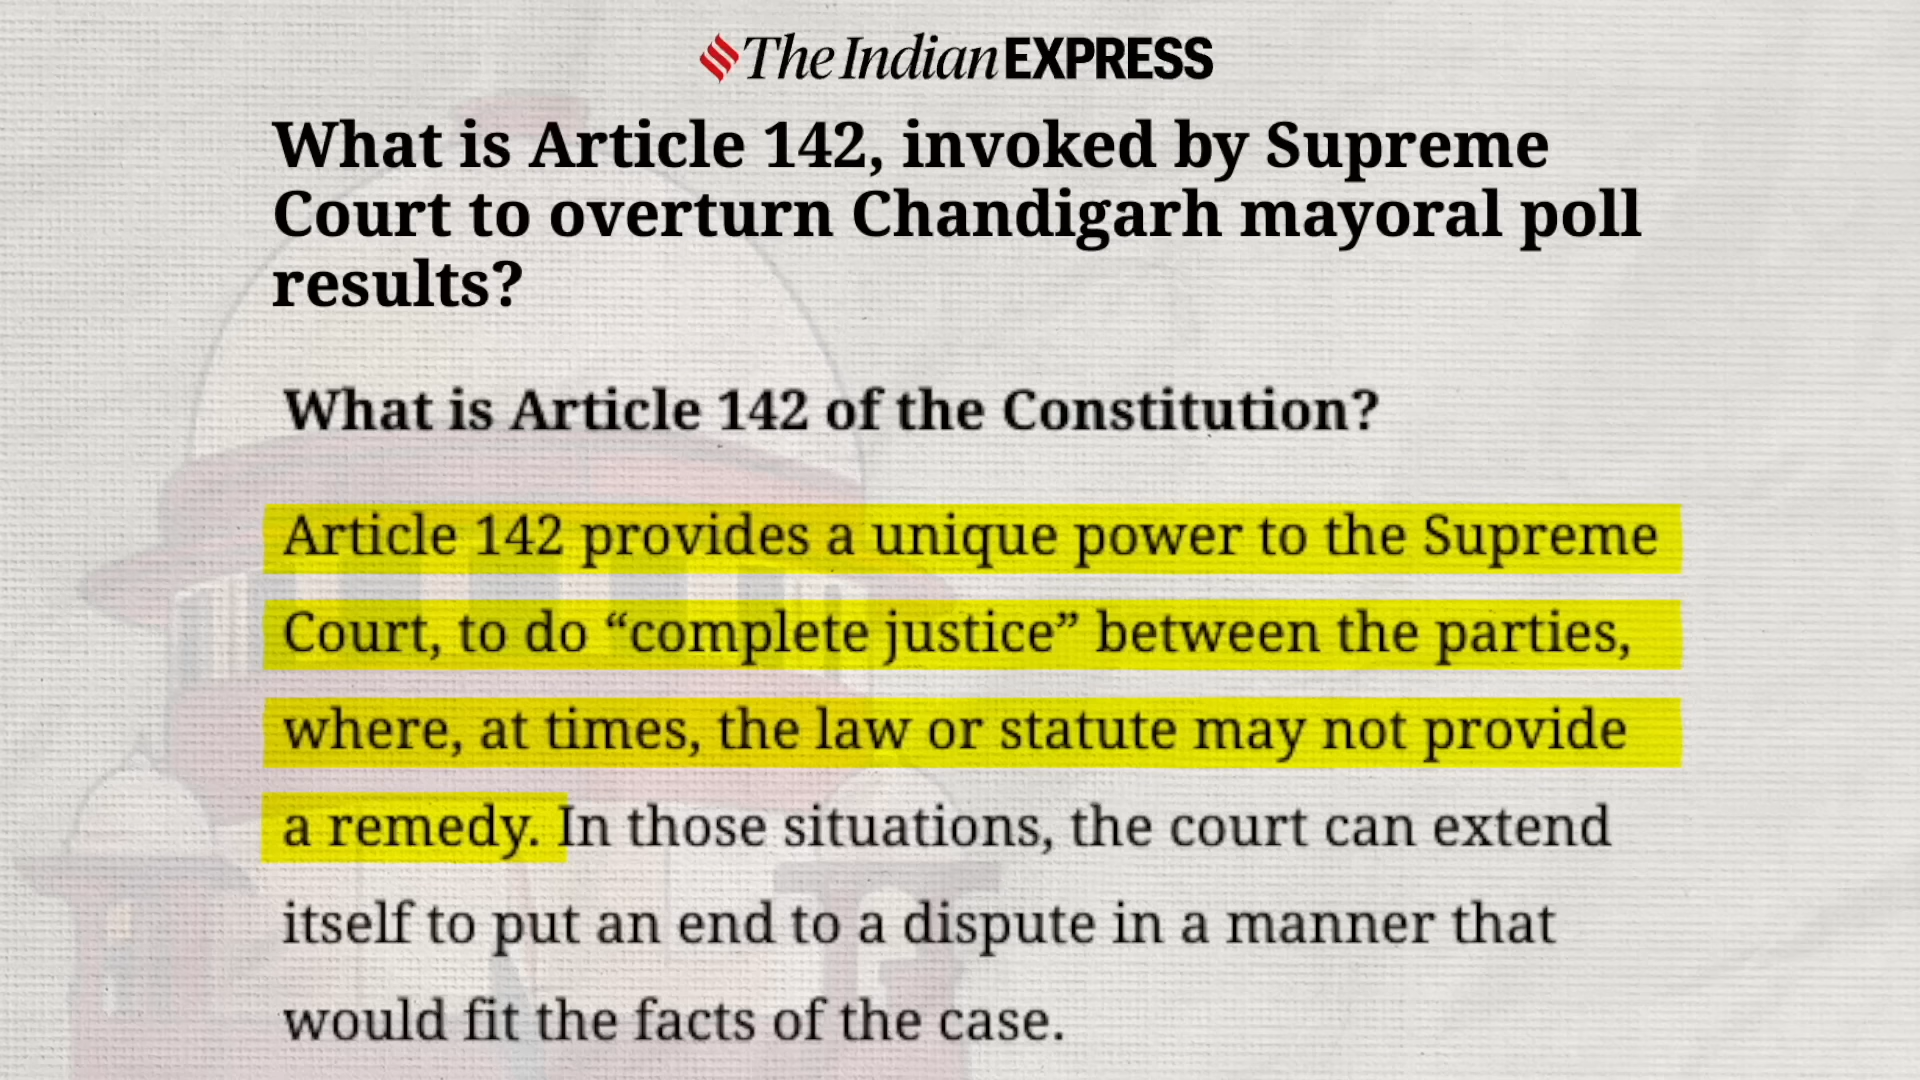 The Indian EXPRESS
What is Article 142, invoked by Supreme
Court to overturn Chandigarh mayoral poll
results?
What is Article 142 of the Constitution?
Article 142 provides a unique power to the Supreme
Court, to do “complete justice” between the parties,
where, at times, the law or statute may not provide
a remedy. In those situations, the court can extend
itself to put an end to a dispute in a manner that
would fit the facts of the case.